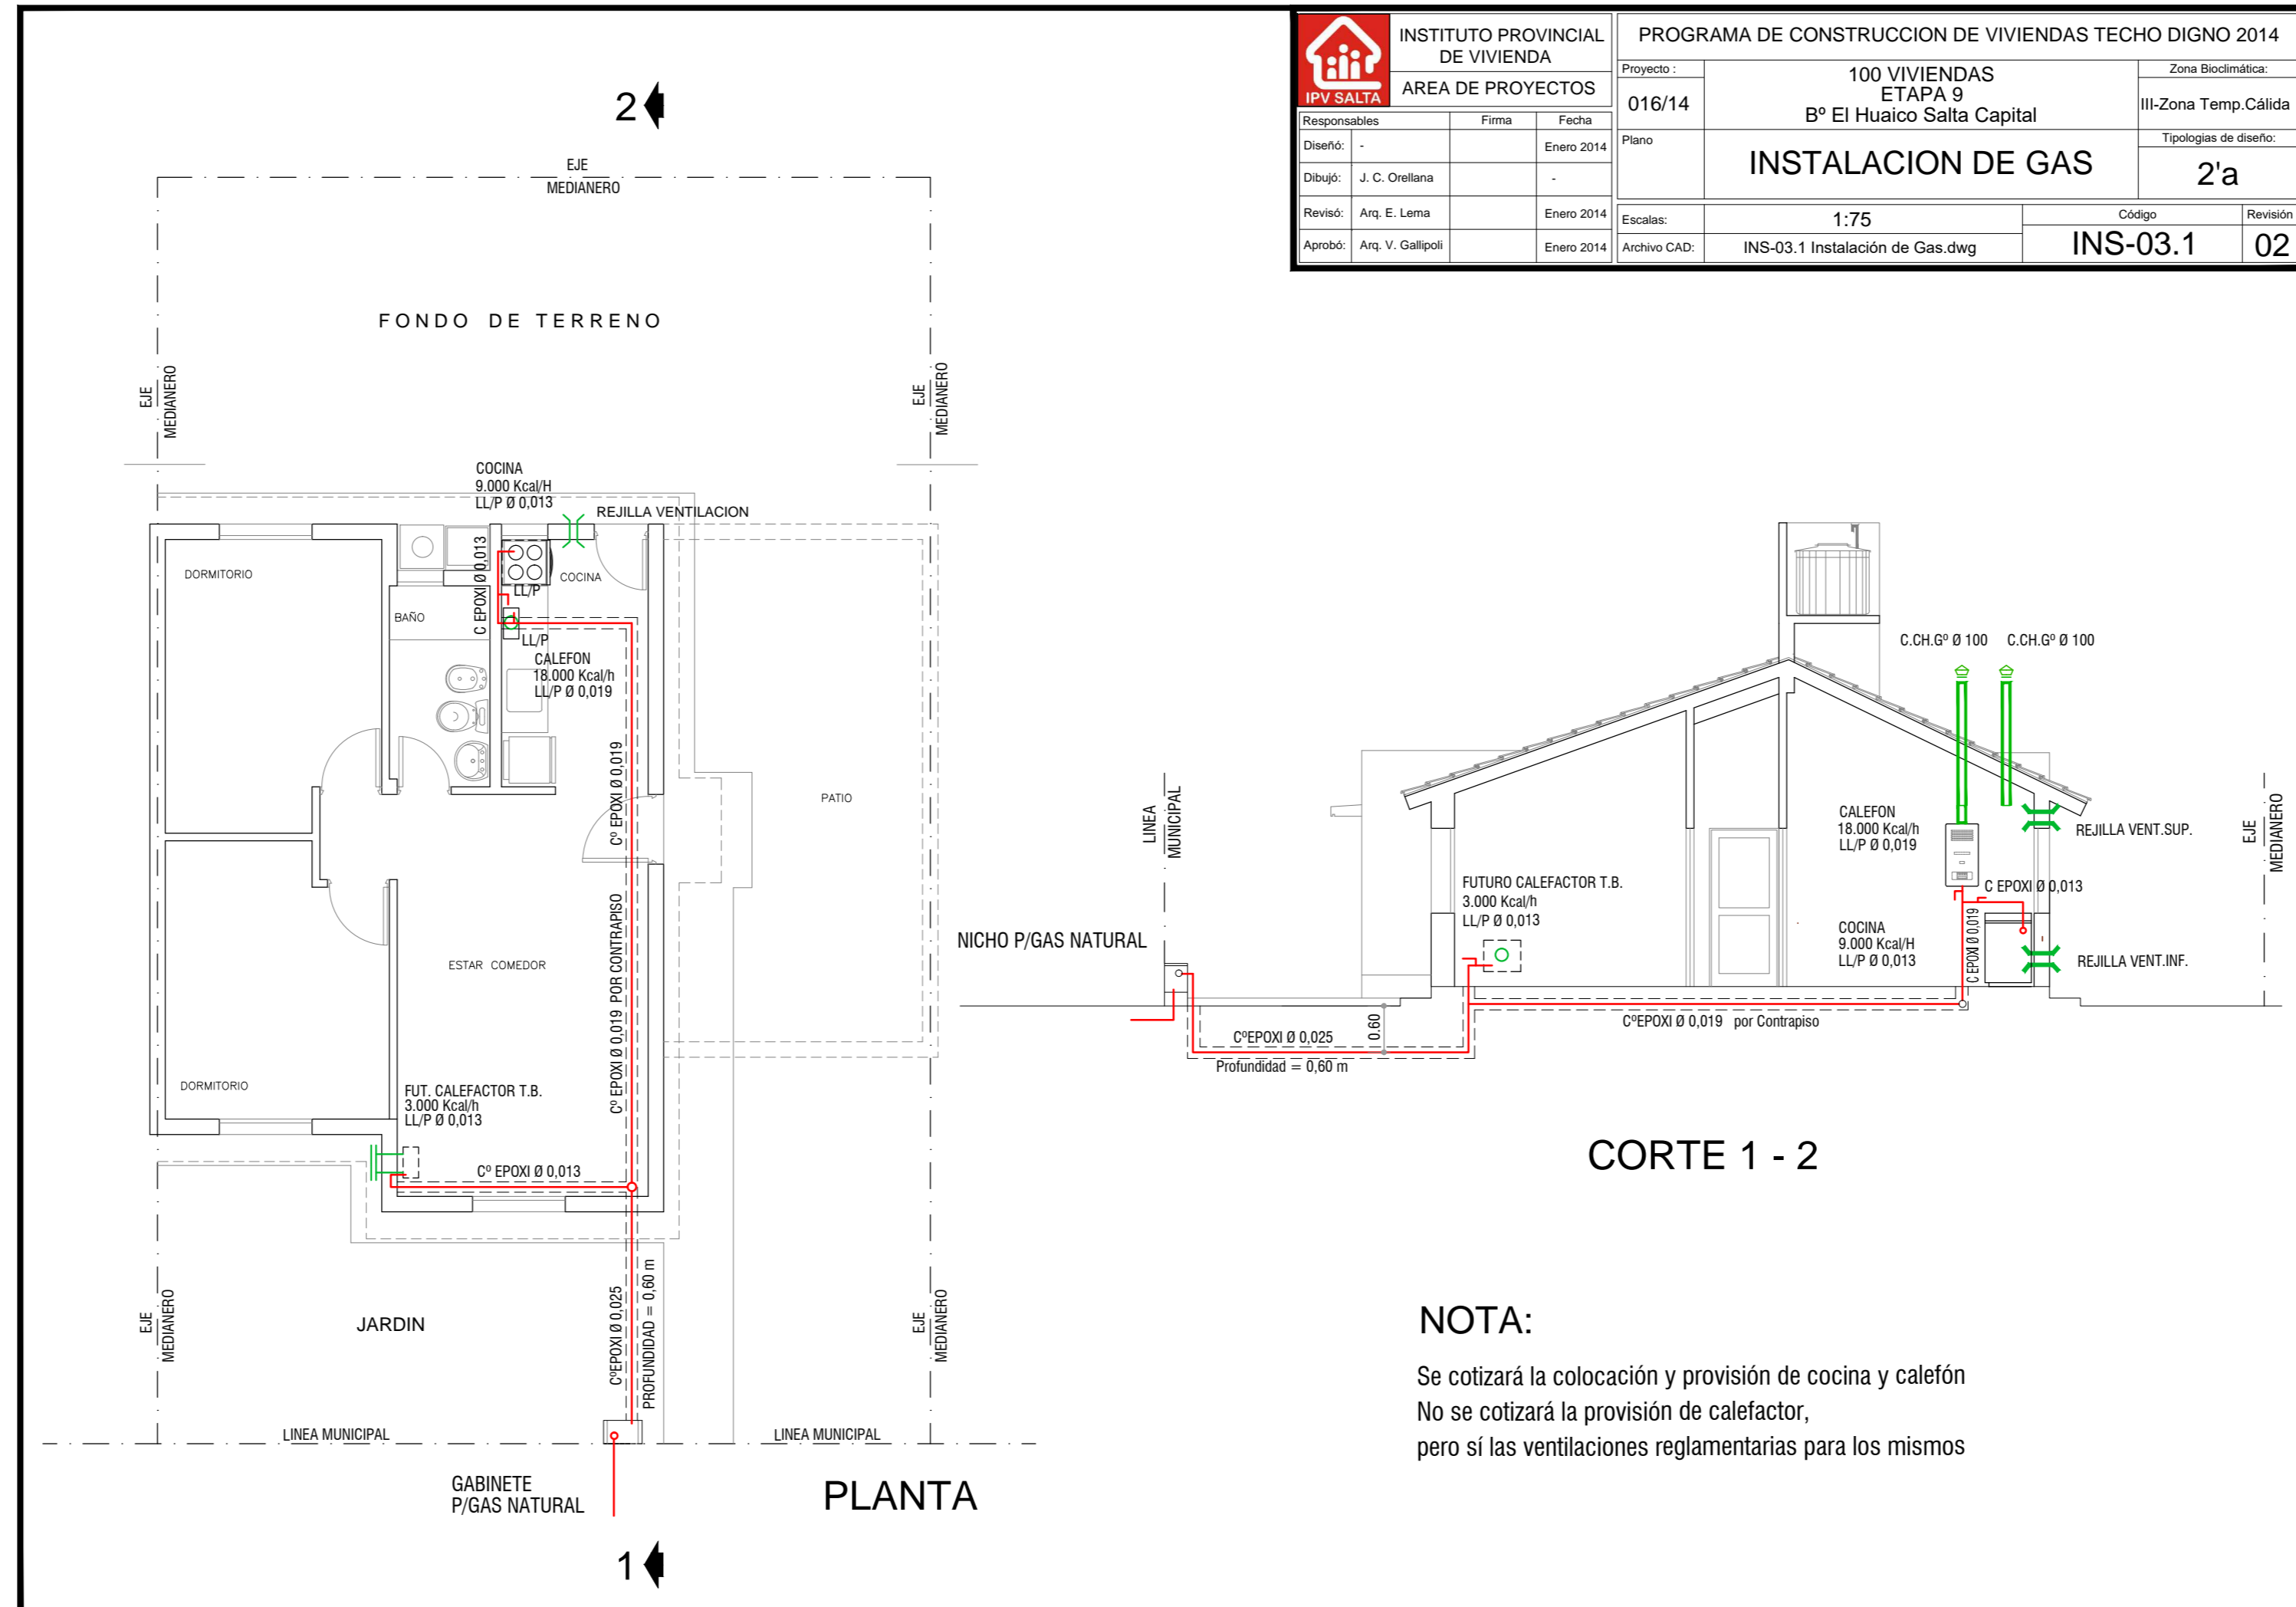 IPV SALTA
INSTITUTO PROVINCIAL
DE VIVIENDA
AREA DE PROYECTOS
Responsables
Firma
Fecha
Diseñó:
-
Enero 2014
Dibujó:
J. C. Orellana
-
Revisó:
Arq. E. Lema
Enero 2014
Aprobó:
Arq. V. Gallipoli
Enero 2014
PROGRAMA DE CONSTRUCCION DE VIVIENDAS TECHO DIGNO 2014
Proyecto :
016/14
100 VIVIENDAS
ETAPA 9
Bº El Huaico Salta Capital
Zona Bioclimática:
III-Zona Temp.Cálida
Plano
INSTALACION DE GAS
Tipologias de diseño:
2'a
Escalas:
1:75
Código
Revisión
Archivo CAD:
INS-03.1 Instalación de Gas.dwg
INS-03.1
02
2
EJE
MEDIANERO
FONDO DE TERRENO
EJE
MEDIANERO
EJE
MEDIANERO
COCINA
9.000 Kcal/H
LL/P Ø 0,013
REJILLA VENTILACION
DORMITORIO
C EPOXI Ø 0,013
COCINA
LL/P
BAÑO
LL/P
CALEFON
18.000 Kcal/h
LL/P Ø 0,019
Cº EPOXI Ø 0,019
PATIO
Cº EPOXI Ø 0,019 POR CONTRAPISO
ESTAR COMEDOR
DORMITORIO
FUT. CALEFACTOR T.B.
3.000 Kcal/h
LL/P Ø 0,013
Cº EPOXI Ø 0,013
EJE
MEDIANERO
JARDIN
CºEPOXI Ø 0,025
PROFUNDIDAD = 0,60 m
EJE
MEDIANERO
LINEA MUNICIPAL
LINEA MUNICIPAL
GABINETE
P/GAS NATURAL
PLANTA
1
C.CH.Gº Ø 100
C.CH.Gº Ø 100
LINEA
MUNICIPAL
CALEFON
18.000 Kcal/h
LL/P Ø 0,019
REJILLA VENT.SUP.
EJE
MEDIANERO
FUTURO CALEFACTOR T.B.
3.000 Kcal/h
LL/P Ø 0,013
C EPOXI Ø 0,013
NICHO P/GAS NATURAL
COCINA
9.000 Kcal/H
LL/P Ø 0,013
C EPOXI Ø 0,019
REJILLA VENT.INF.
CºEPOXI Ø 0,025
0.60
CºEPOXI Ø 0,019 por Contrapiso
Profundidad = 0,60 m
CORTE 1 - 2
NOTA:
Se cotizará la colocación y provisión de cocina y calefón
No se cotizará la provisión de calefactor,
pero sí las ventilaciones reglamentarias para los mismos